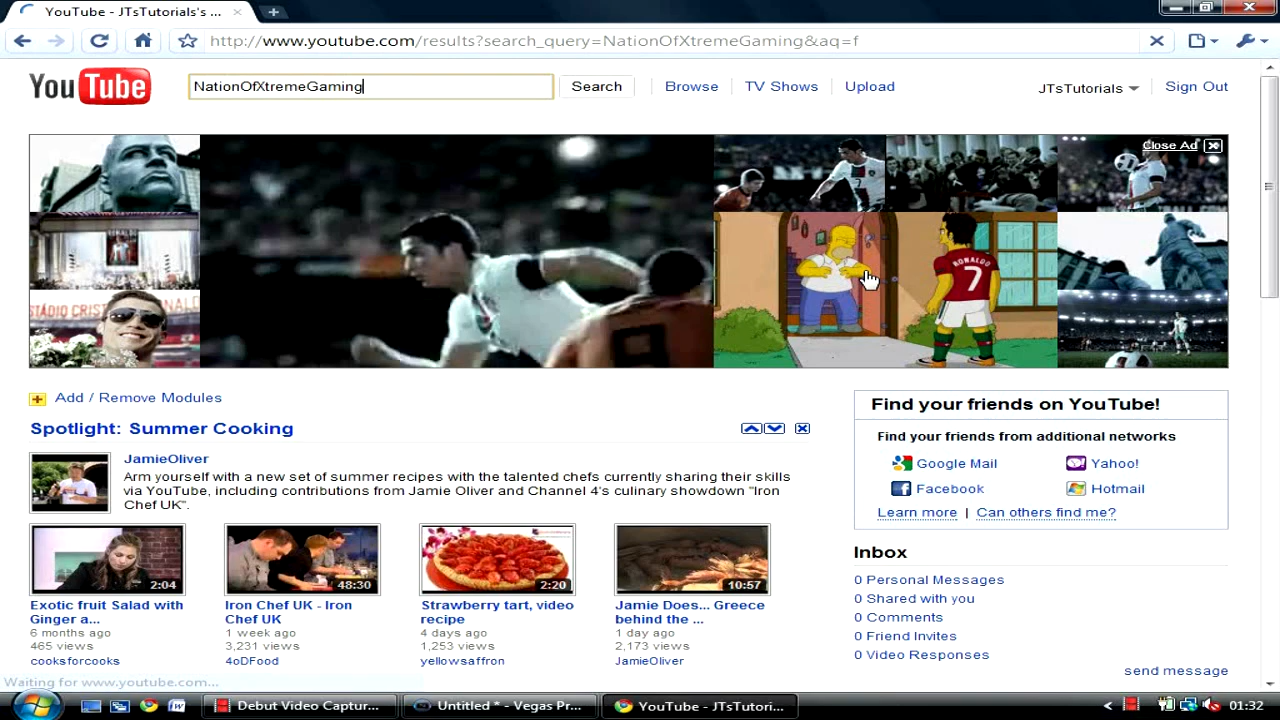 YouTube - JTsTutorials's ...
http://www.youtube.com/results?search_query=NationOfXtremeGaming&aq=f
YouTube
NationOfXtremeGaming
Search
Browse
TV Shows
Upload
JTsTutorials
Sign Out
Close Ad
RONALDO
7
RONALDO
7
STÁDIO CRIST
ONALDO
Add / Remove Modules
Spotlight: Summer Cooking
JamieOliver
Arm yourself with a new set of summer recipes with the talented chefs currently sharing their skills
via YouTube, including contributions from Jamie Oliver and Channel 4's culinary showdown "Iron
Chef UK".
2:04
48:30
2:20
10:57
Exotic fruit Salad with
Ginger a...
6 months ago
465 views
cooksforcooks
Iron Chef UK - Iron
Chef UK
1 week ago
3,231 views
4oDFood
Strawberry tart, video
recipe
4 days ago
1,253 views
yellowsaffron
Jamie Does... Greece
behind the ...
1 day ago
2,173 views
JamieOliver
Find your friends on YouTube!
Find your friends from additional networks
Google Mail
Yahoo!
Facebook
Hotmail
Learn more | Can others find me?
Inbox
0 Personal Messages
0 Shared with you
0 Comments
0 Friend Invites
0 Video Responses
send message
Waiting for www.youtube.com...
Debut Video Captur...
Untitled * - Vegas Pr...
YouTube - JTsTutori...
01:32